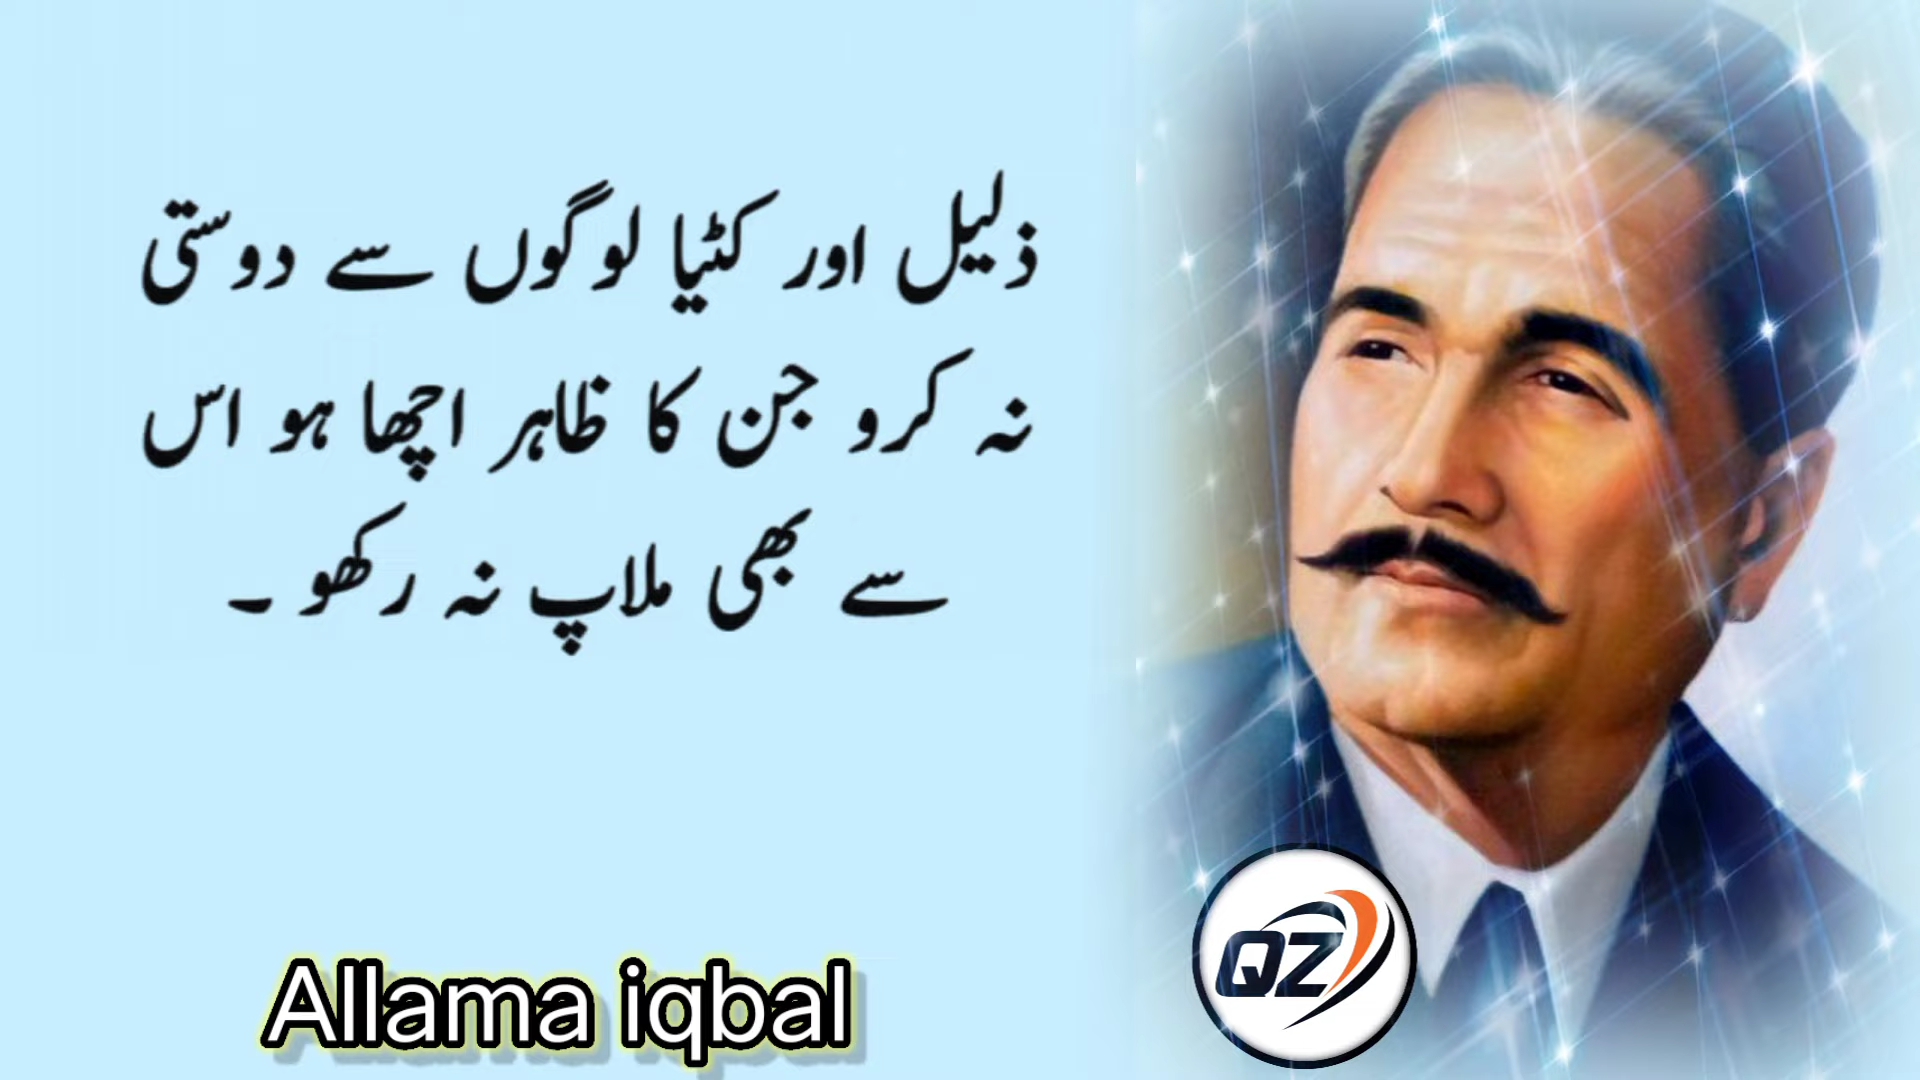 ذلیل اور کٹیا لوگوں سے دوستی
نہ کرو جن کا ظاہر اچھا ہو اس
سے بھی ملاپ نہ رکھو ۔
Allama iqbal
QZ